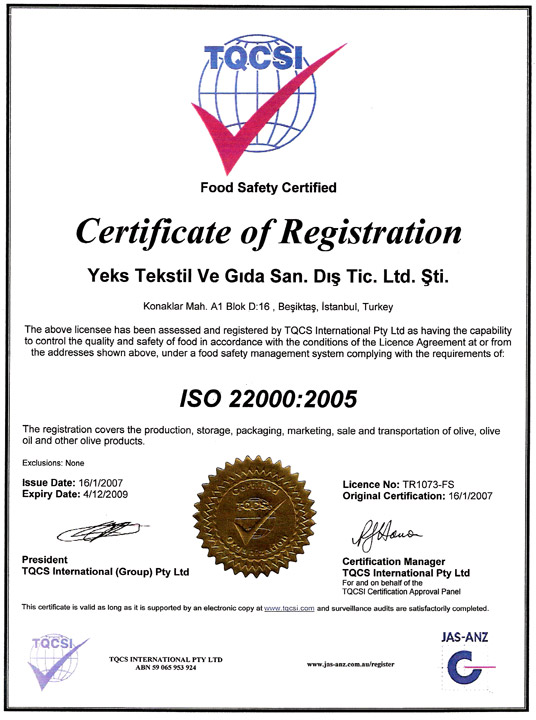 TQCSI
Food Safety Certified
Certificate of Registration
Yeks Tekstil Ve Gıda San. Dış Tic. Ltd. Şti.
Konaklar Mah. A1 Blok D:16 , Beşiktaş, İstanbul, Turkey
The above licensee has been assessed and registered by TQCS International Pty Ltd as having the capability
to control the quality and safety of food in accordance with the conditions of the Licence Agreement at or from
the addresses shown above, under a food safety management system complying with the requirements of:
ISO 22000:2005
The registration covers the production, storage, packaging, marketing, sale and transportation of olive, olive
oil and other olive products.
Exclusions: None
Issue Date: 16/1/2007
Expiry Date: 4/12/2009
Certified
TQCSI
Organisation
Licence No: TR1073-FS
Original Certification: 16/1/2007
President
TQCS International (Group) Pty Ltd
Certification Manager
TQCS International Pty Ltd
For and on behalf of the
TQCSI Certification Approval Panel
This certificate is valid as long as it is supported by an electronic copy at www.tqcsi.com and surveillance audits are satisfactorily completed.
TQCSI
TQCS INTERNATIONAL PTY LTD
ABN 59 065 953 924
www.jas-anz.com.au/register
JAS-ANZ